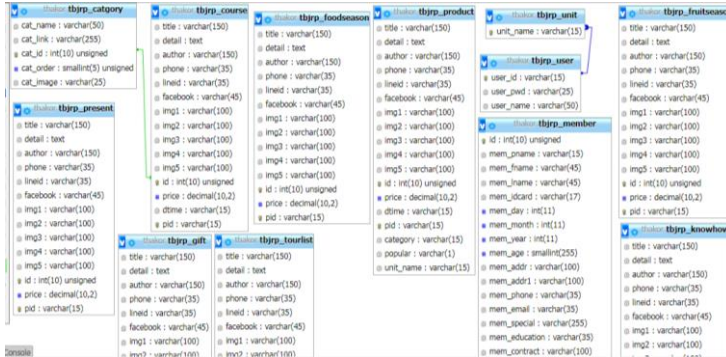 thakor tbjrp_catgory
cat_name : varchar(50)
cat_link : varchar(255)
cat_id : int(10) unsigned
cat_order : smallint(5) unsigned
cat_image : varchar(25)
thakor tbjrp_present
title : varchar(150)
detail : text
author : varchar(150)
phone : varchar(35)
lineid : varchar(35)
facebook : varchar(45)
img1 : varchar(100)
img2 : varchar(100)
img3 : varchar(100)
img4 : varchar(100)
img5 : varchar(100)
id : int(10) unsigned
price : decimal(10,2)
pid : varchar(15)
Console
thakor tbjrp_course
title : varchar(150)
detail : text
author : varchar(150)
phone : varchar(35)
lineid : varchar(35)
facebook : varchar(45)
img1 : varchar(100)
img2 : varchar(100)
img3 : varchar(100)
img4 : varchar(100)
img5 : varchar(100)
id : int(10) unsigned
price : decimal(10,2)
dtime : varchar(15)
pid : varchar(15)
thakor tbjrp_gift
title : varchar(150)
detail : text
author : varchar(150)
phone : varchar(35)
lineid : varchar(35)
facebook : varchar(45)
img1 : varchar(100)
img2 : varchar(100)
thakor tbjrp_tourlist
title : varchar(150)
detail : text
author : varchar(150)
phone : varchar(35)
lineid : varchar(35)
facebook : varchar(45)
img1 : varchar(100)
img2 : varchar(100)
thakor tbjrp_foodseason
title : varchar(150)
detail : text
author : varchar(150)
phone : varchar(35)
lineid : varchar(35)
facebook : varchar(45)
img1 : varchar(100)
img2 : varchar(100)
img3 : varchar(100)
img4 : varchar(100)
img5 : varchar(100)
id : int(10) unsigned
price : decimal(10,2)
pid : varchar(15)
thakor tbjrp_product
title : varchar(150)
detail : text
author : varchar(150)
phone : varchar(35)
lineid : varchar(35)
facebook : varchar(45)
img1 : varchar(100)
img2 : varchar(100)
img3 : varchar(100)
img4 : varchar(100)
img5 : varchar(100)
id : int(10) unsigned
price : decimal(10,2)
dtime : varchar(15)
pid : varchar(15)
category : varchar(15)
popular : varchar(1)
unit_name : varchar(15)
thakor tbjrp_unit
unit_name : varchar(15)
thakor tbjrp_user
user_id : varchar(15)
user_pwd : varchar(25)
user_name : varchar(50)
thakor tbjrp_member
id : int(10) unsigned
mem_pname : varchar(15)
mem_fname : varchar(45)
mem_lname : varchar(45)
mem_idcard : varchar(17)
mem_day : int(11)
mem_month : int(11)
mem_year : int(11)
mem_age : smallint(255)
mem_addr : varchar(100)
mem_addr1 : varchar(100)
mem_phone : varchar(35)
mem_email : varchar(35)
mem_special : varchar(255)
mem_education : varchar(35)
mem_contract : varchar(100)
thakor tbjrp_fruitseas
title : varchar(150)
detail : text
author : varchar(150)
phone : varchar(35)
lineid : varchar(35)
facebook : varchar(45)
img1 : varchar(100)
img2 : varchar(100)
img3 : varchar(100)
img4 : varchar(100)
img5 : varchar(100)
id : int(10) unsigned
price : decimal(10,2)
pid : varchar(15)
thakor tbjrp_knowhow
title : varchar(150)
detail : text
author : varchar(150)
phone : varchar(35)
lineid : varchar(35)
facebook : varchar(45)
img1 : varchar(100)
img2 : varchar(100)